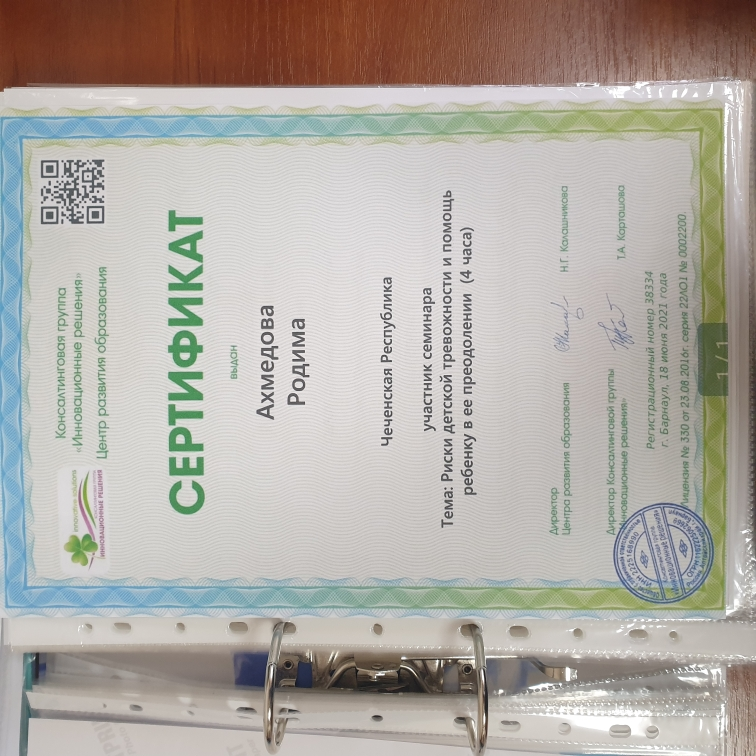 Консалтинговая группа
«Инновационные решения»
Центр развития образования
ИННОВАЦИОННЫЕ РЕШЕНИЯ
СЕРТИФИКАТ
выдан
Ахмедова
Родима
Чеченская Республика
участник семинара
Тема: Риски детской тревожности и помощь
ребенку в ее преодолении (4 часа)
Директор
Центра развития образования
Н.Г. Калашникова
Директор Консалтинговой группы
«Инновационные решения»
Т.А. Карташова
Регистрационный номер 38334
г. Барнаул, 18 июня 2021 года
Лицензия № 330 от 23.08.2016г. серия 22ЛО1 № 0002200
1/1